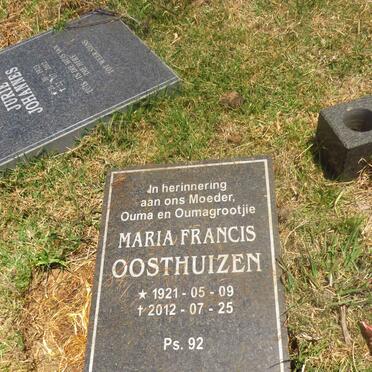 In herinnering
aan ons Moeder,
Ouma en Oumagrootjie
MARIA FRANCIS
OOSTHUIZEN
★ 1921 - 05 - 09
† 2012 - 07 - 25
Ps. 92
JOHANNES